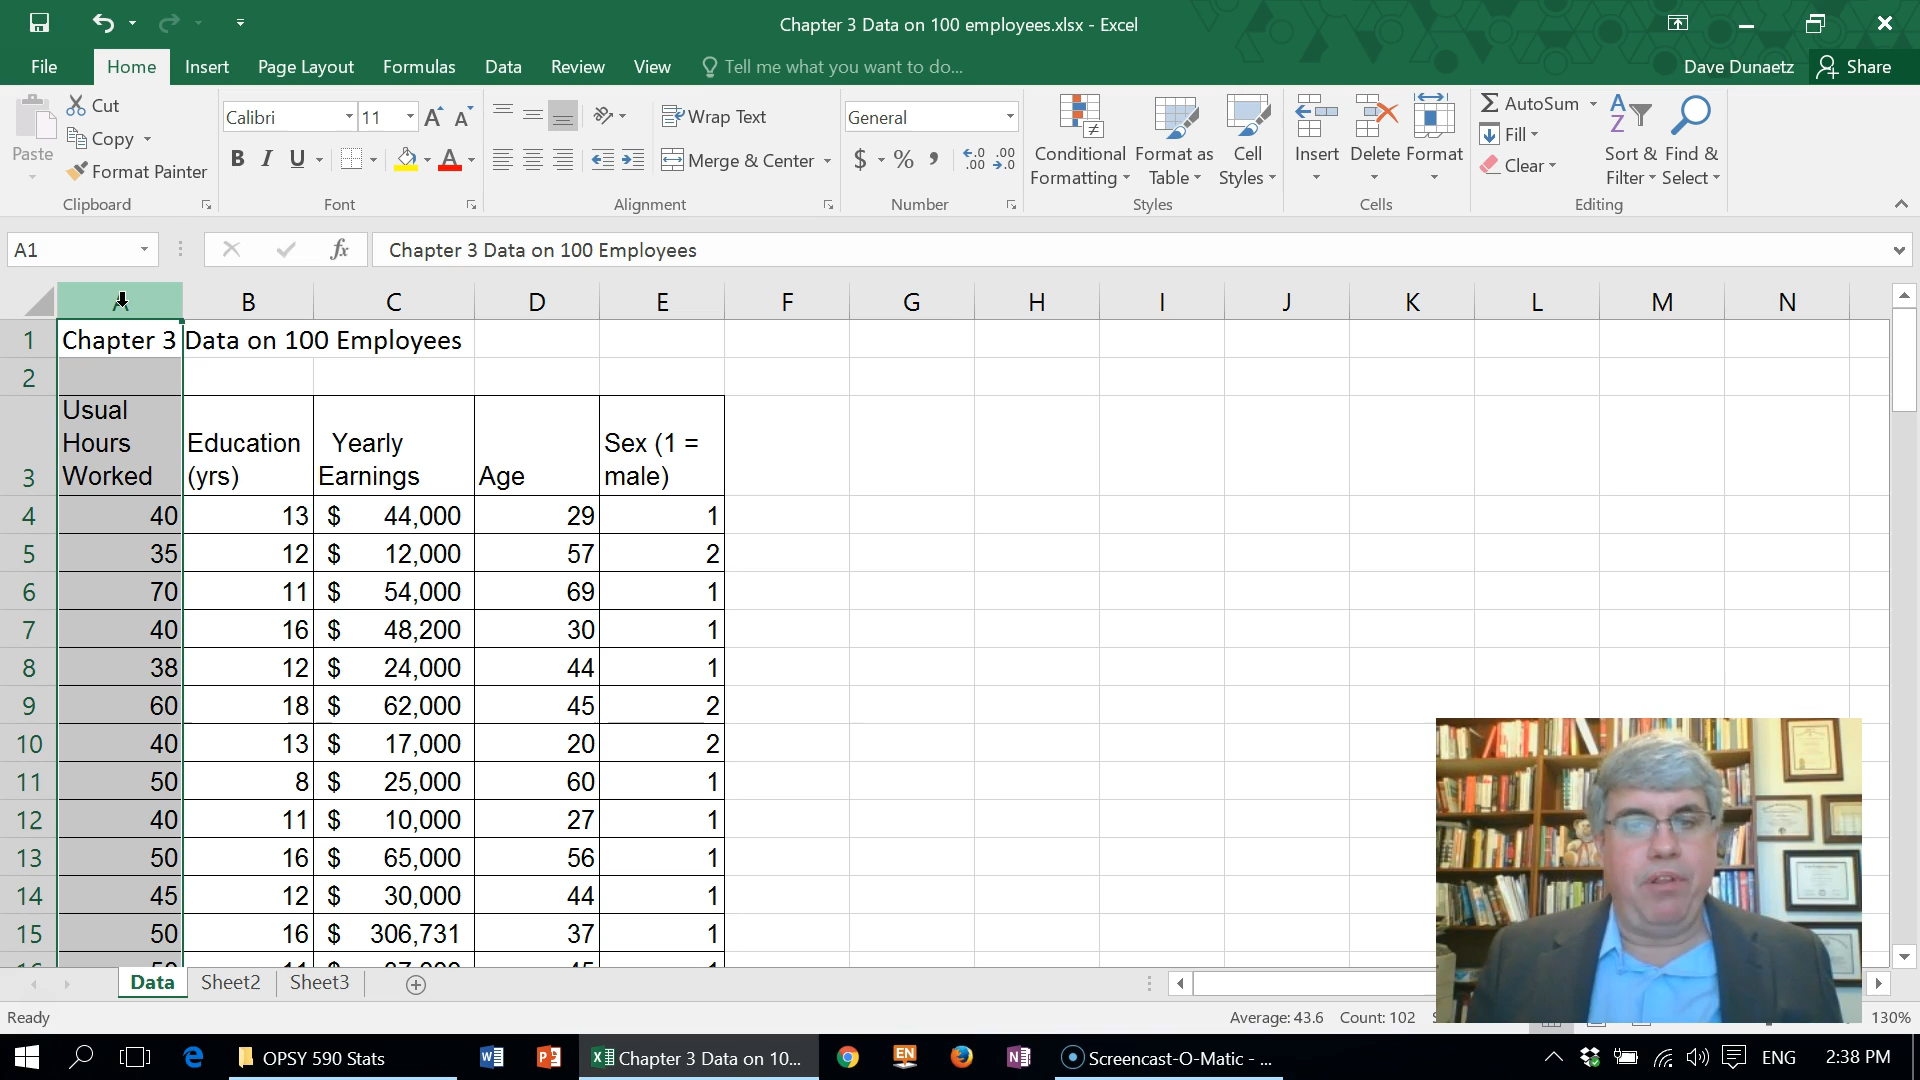 Chapter 3 Data on 100 employees.xlsx - Excel
File Home Insert Page Layout Formulas Data Review View Tell me what you want to do... Dave Dunaetz Share
Paste
Cut
Copy
Format Painter
Clipboard
Calibri 11
B I U
Font
Wrap Text
Merge & Center
Alignment
General
$ %
Number
Conditional Formatting
Format as Table
Cell Styles
Styles
Insert Delete Format
Cells
AutoSum
Fill
Clear
Sort & Filter
Find & Select
Editing
A1 fx Chapter 3 Data on 100 Employees
A B C D E F G H I J K L M N
1 Chapter 3 Data on 100 Employees
2
3 Usual Hours Worked Education (yrs) Yearly Earnings Age Sex (1 = male)
4 40 13 $ 44,000 29 1
5 35 12 $ 12,000 57 2
6 70 11 $ 54,000 69 1
7 40 16 $ 48,200 30 1
8 38 12 $ 24,000 44 1
9 60 18 $ 62,000 45 2
10 40 13 $ 17,000 20 2
11 50 8 $ 25,000 60 1
12 40 11 $ 10,000 27 1
13 50 16 $ 65,000 56 1
14 45 12 $ 30,000 44 1
15 50 16 $ 306,731 37 1
Data Sheet2 Sheet3
Ready Average: 43.6 Count: 102 130%
OPSY 590 Stats Chapter 3 Data on 10... EN Screencast-O-Matic - ... ENG 2:38 PM